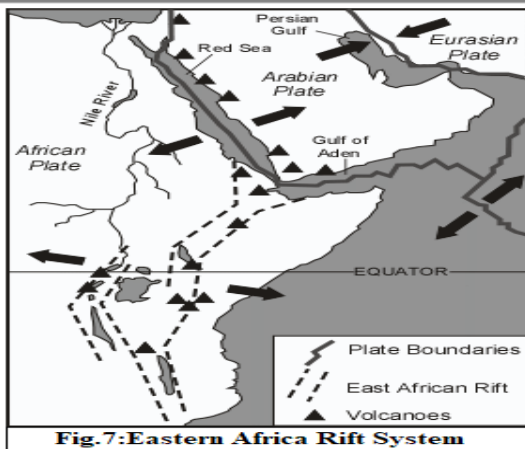 Persian
Gulf
Eurasian
Plate
Red Sea
Arabian
Plate
Nile River
African
Plate
Gulf of
Aden
EQUATOR
Plate Boundaries
East African Rift
Volcanoes
Fig.7:Eastern Africa Rift System